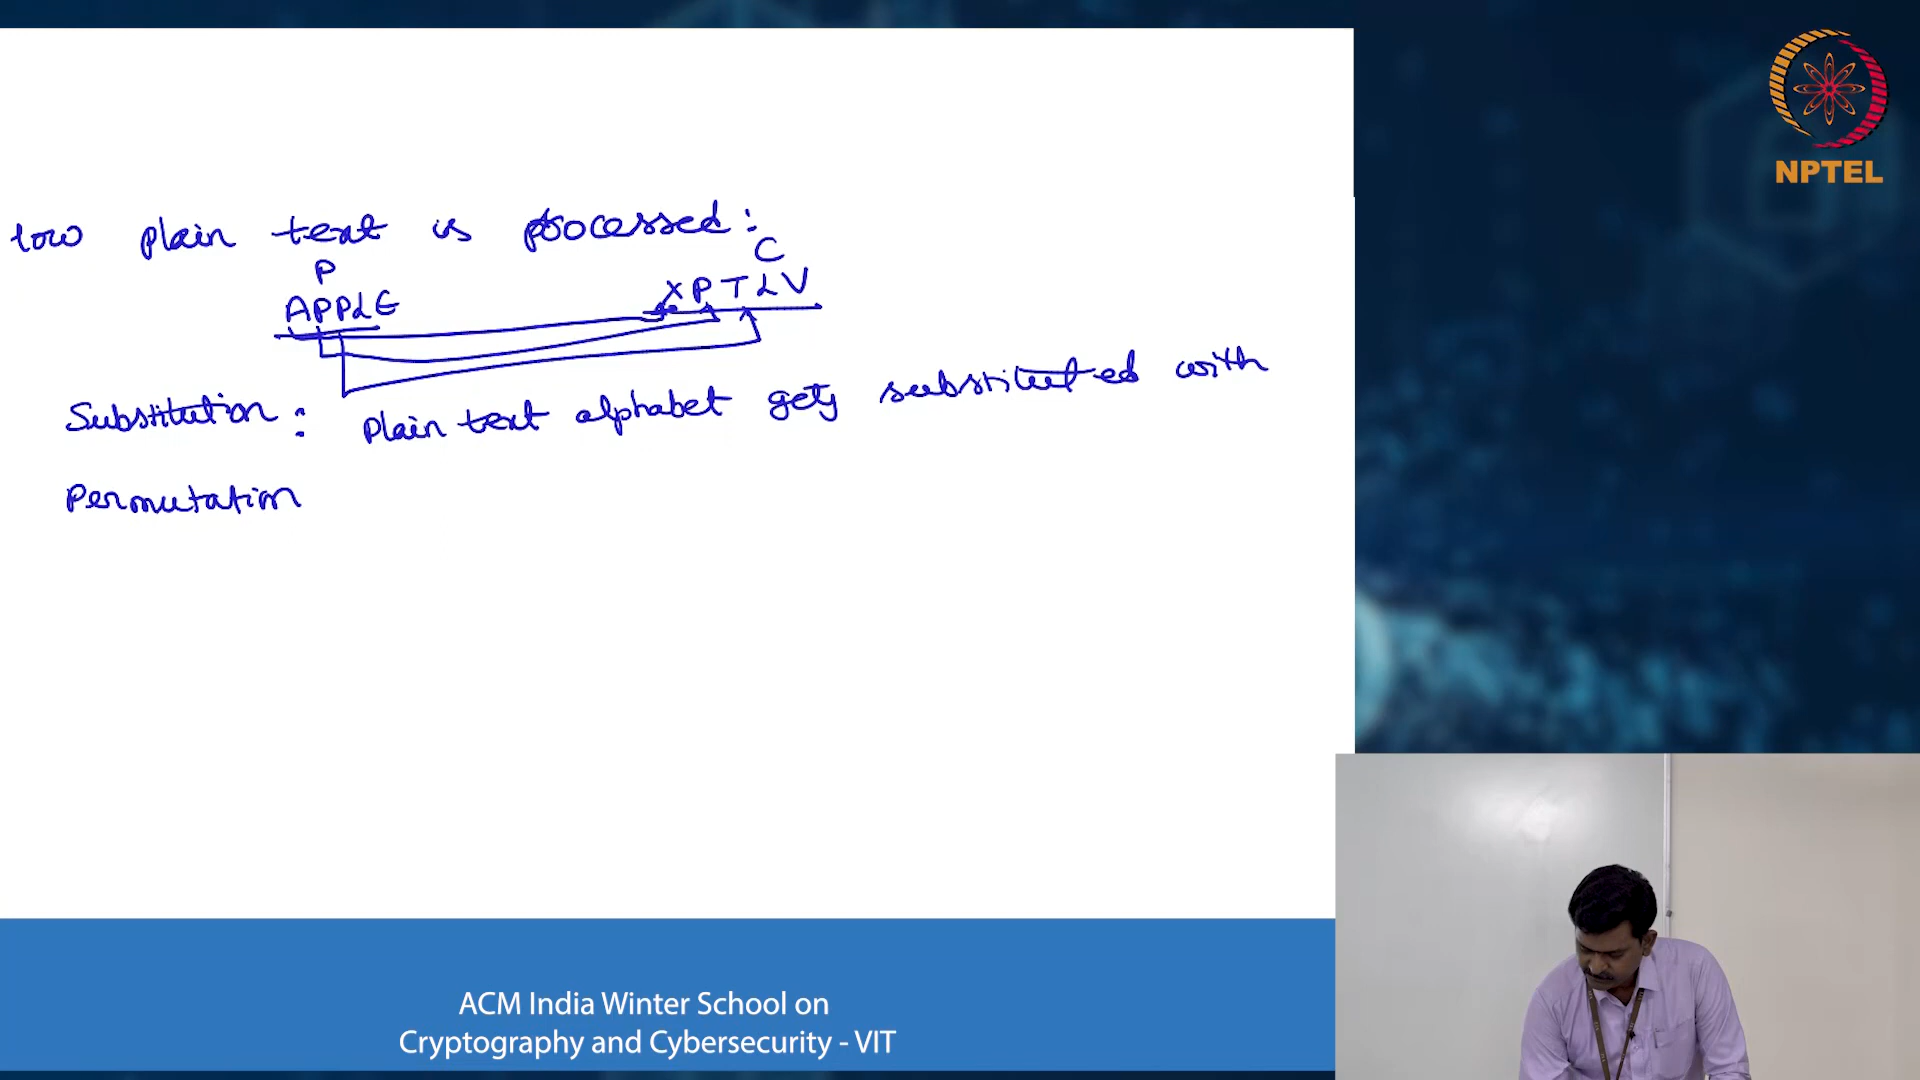 NPTEL
low plain text is processed:
P C
APPLE XPTLV
Substitution: Plain text alphabet gets substituted with
Permutation
ACM India Winter School on
Cryptography and Cybersecurity - VIT